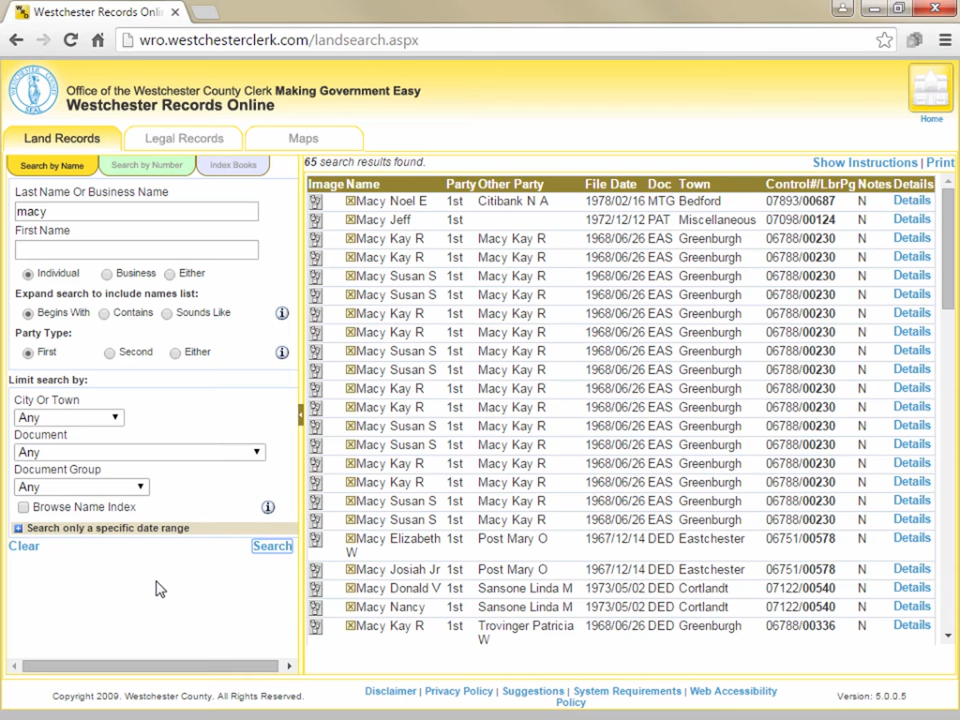 Westchester Records Onli
wro.westchesterclerk.com/landsearch.aspx
Office of the Westchester County Clerk Making Government Easy
Westchester Records Online
Home
Land Records Legal Records Maps
Search by Name Search by Number Index Books
65 search results found. Show Instructions | Print
Last Name Or Business Name
macy
First Name
Individual Business Either
Expand search to include names list:
Begins With Contains Sounds Like
Party Type:
First Second Either
Limit search by:
City Or Town
Any
Document
Any
Document Group
Any
Browse Name Index
Search only a specific date range
Clear Search
Image Name Party Other Party File Date Doc Town Control#/LbrPg Notes Details
Macy Noel E 1st Citibank N A 1978/02/16 MTG Bedford 07893/00687 N Details
Macy Jeff 1st 1972/12/12 PAT Miscellaneous 07098/00124 N Details
Macy Kay R 1st Macy Kay R 1968/06/26 EAS Greenburgh 06788/00230 N Details
Macy Kay R 1st Macy Kay R 1968/06/26 EAS Greenburgh 06788/00230 N Details
Macy Susan S 1st Macy Kay R 1968/06/26 EAS Greenburgh 06788/00230 N Details
Macy Susan S 1st Macy Kay R 1968/06/26 EAS Greenburgh 06788/00230 N Details
Macy Kay R 1st Macy Kay R 1968/06/26 EAS Greenburgh 06788/00230 N Details
Macy Kay R 1st Macy Kay R 1968/06/26 EAS Greenburgh 06788/00230 N Details
Macy Susan S 1st Macy Kay R 1968/06/26 EAS Greenburgh 06788/00230 N Details
Macy Susan S 1st Macy Kay R 1968/06/26 EAS Greenburgh 06788/00230 N Details
Macy Kay R 1st Macy Kay R 1968/06/26 EAS Greenburgh 06788/00230 N Details
Macy Kay R 1st Macy Kay R 1968/06/26 EAS Greenburgh 06788/00230 N Details
Macy Susan S 1st Macy Kay R 1968/06/26 EAS Greenburgh 06788/00230 N Details
Macy Susan S 1st Macy Kay R 1968/06/26 EAS Greenburgh 06788/00230 N Details
Macy Kay R 1st Macy Kay R 1968/06/26 EAS Greenburgh 06788/00230 N Details
Macy Kay R 1st Macy Kay R 1968/06/26 EAS Greenburgh 06788/00230 N Details
Macy Susan S 1st Macy Kay R 1968/06/26 EAS Greenburgh 06788/00230 N Details
Macy Susan S 1st Macy Kay R 1968/06/26 EAS Greenburgh 06788/00230 N Details
Macy Elizabeth 1st Post Mary O 1967/12/14 DED Eastchester 06751/00578 N Details
W
Macy Josiah Jr 1st Post Mary O 1967/12/14 DED Eastchester 06751/00578 N Details
Macy Donald V 1st Sansone Linda M 1973/05/02 DED Cortlandt 07122/00540 N Details
Macy Nancy 1st Sansone Linda M 1973/05/02 DED Cortlandt 07122/00540 N Details
Macy Kay R 1st Trovinger Patricia 1968/06/26 DED Greenburgh 06788/00336 N Details
W
Copyright 2009. Westchester County. All Rights Reserved.
Disclaimer | Privacy Policy | Suggestions | System Requirements | Web Accessibility
Policy
Version: 5.0.0.5